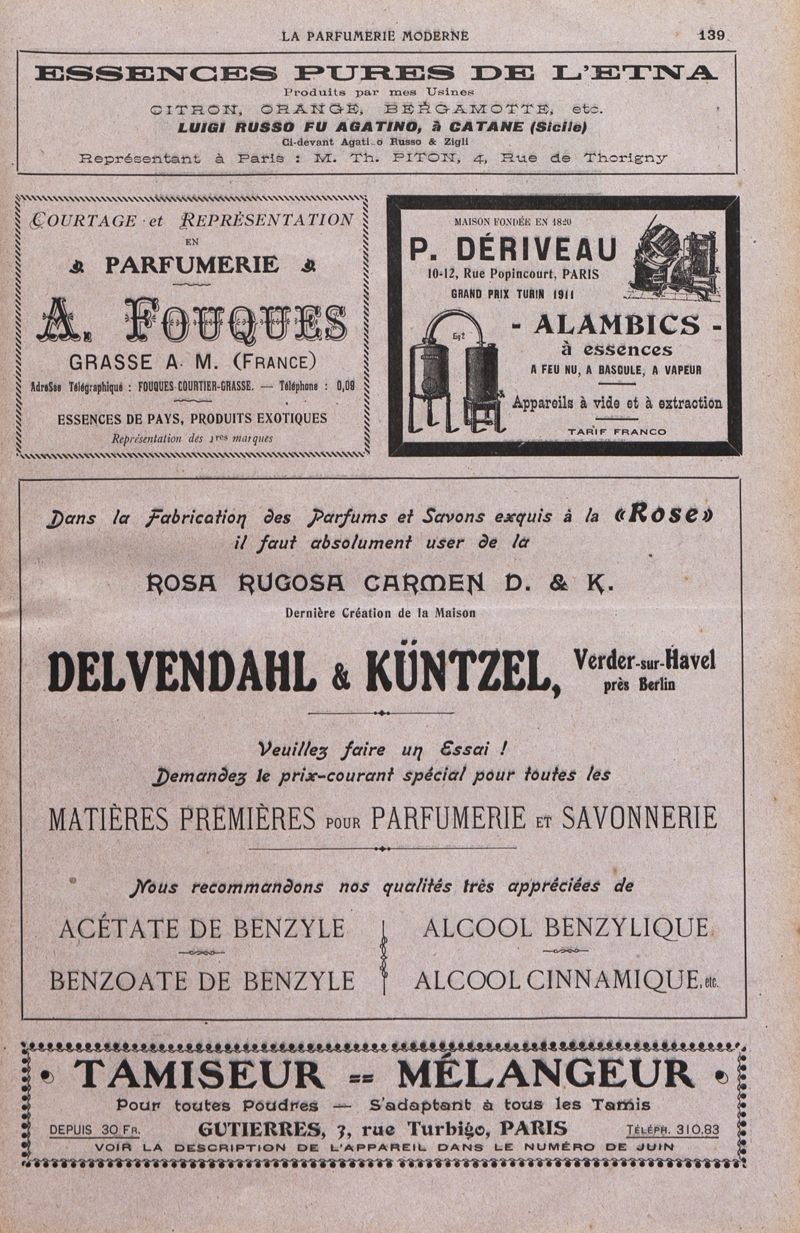 LA PARFUMERIE MODERNE 139
ESSENCES PURES DE L'ETNA
Produits par mes Usines
CITRON, ORANGE, BERGAMOTTE, etc.
LUIGI RUSSO FU AGATINO, à CATANE (Sicile)
Ci-devant Agati o Russo & Zigli
Représentant à Paris : M. Th. PITON, 4, Rue de Thorigny
COURTAGE et REPRÉSENTATION
EN
PARFUMERIE
A. FOUQUES
GRASSE A. M. (FRANCE)
AdreSse Télégraphique : FOUQUES-COURTIER-GRASSE. — Téléphone : 0,09
ESSENCES DE PAYS, PRODUITS EXOTIQUES
Représentation des 1res marques
MAISON FONDÉE EN 1820
P. DÉRIVEAU
10-12, Rue Popincourt, PARIS
GRAND PRIX TURIN 1911
- ALAMBICS -
à essences
A FEU NU, A BASCULE, A VAPEUR
Appareils à vide et à extraction
TARIF FRANCO
Dans la Fabrication des Parfums et Savons exquis à la «Rose»
il faut absolument user de la
ROSA RUGOSA CARMEN D. & K.
Dernière Création de la Maison
DELVENDAHL & KÜNTZEL, Verder-sur-Havel
près Berlin
Veuillez faire un Essai !
Demandez le prix-courant spécial pour toutes les
MATIÈRES PREMIÈRES POUR PARFUMERIE ET SAVONNERIE
Nous recommandons nos qualités très appréciées de
ACÉTATE DE BENZYLE
BENZOATE DE BENZYLE
ALCOOL BENZYLIQUE
ALCOOL CINNAMIQUE, etc.
TAMISEUR == MÉLANGEUR
Pour toutes Poudres — S'adaptant à tous les Tamis
DEPUIS 30 FR. GUTIERRES, 3, rue Turbigo, PARIS TÉLÉPH. 310.83
VOIR LA DESCRIPTION DE L'APPAREIL DANS LE NUMÉRO DE JUIN